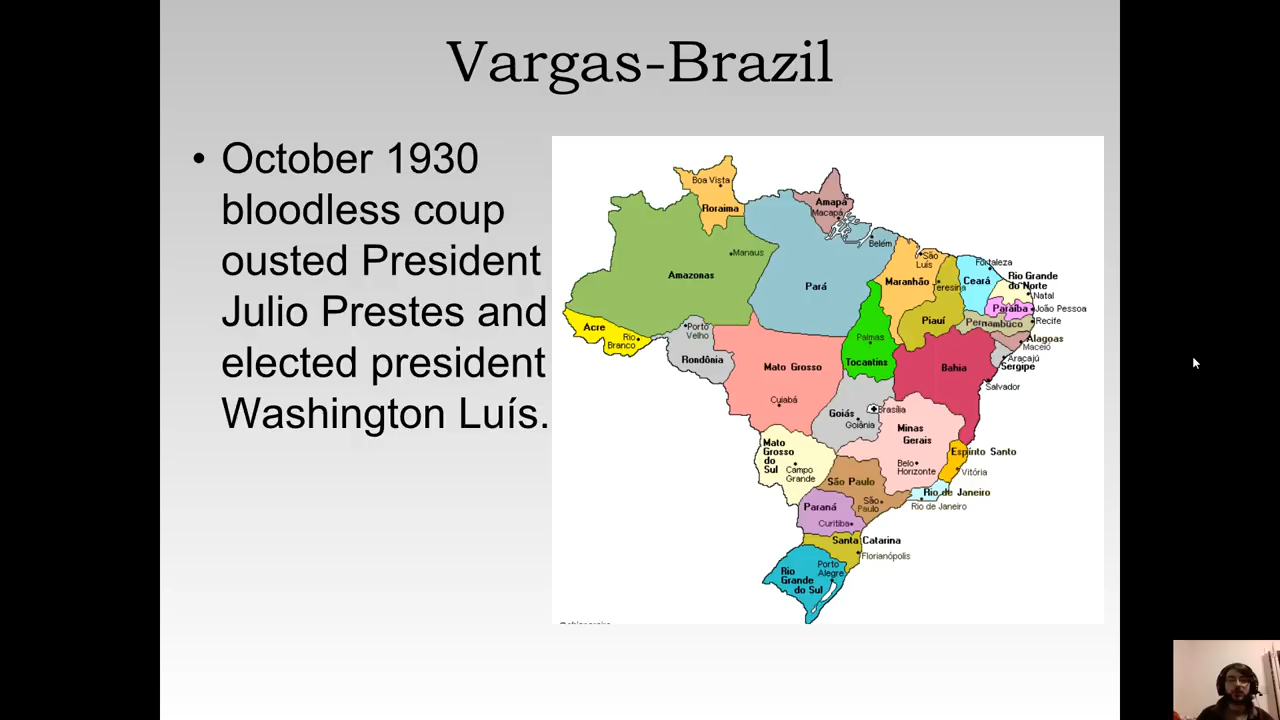 Vargas-Brazil
• October 1930
bloodless coup
ousted President
Julio Prestes and
elected president
Washington Luís.
Boa Vista
Roraima
Amapá
Macapá
Manaus
Amazonas
Belém
Pará
São
Luís
Maranhão
Teresina
Fortaleza
Ceará
Rio Grande
do Norte
Natal
Paraíba
João Pessoa
Pernambuco
Recife
Piauí
Alagoas
Maceió
Aracajú
Sergipe
Acre
Rio
Branco
Porto
Velho
Rondônia
Mato Grosso
Cuiabá
Palmas
Tocantins
Bahia
Salvador
Goiás
Goiânia
Brasília
Minas
Gerais
Belo
Horizonte
Espínto Santo
Vitória
Mato
Grosso
do
Sul
Campo
Grande
São Paulo
São
Paulo
Rio de Janeiro
Rio de Janeiro
Paraná
Curitiba
Santa Catarina
Florianópolis
Rio
Grande
do Sul
Porto
Alegre